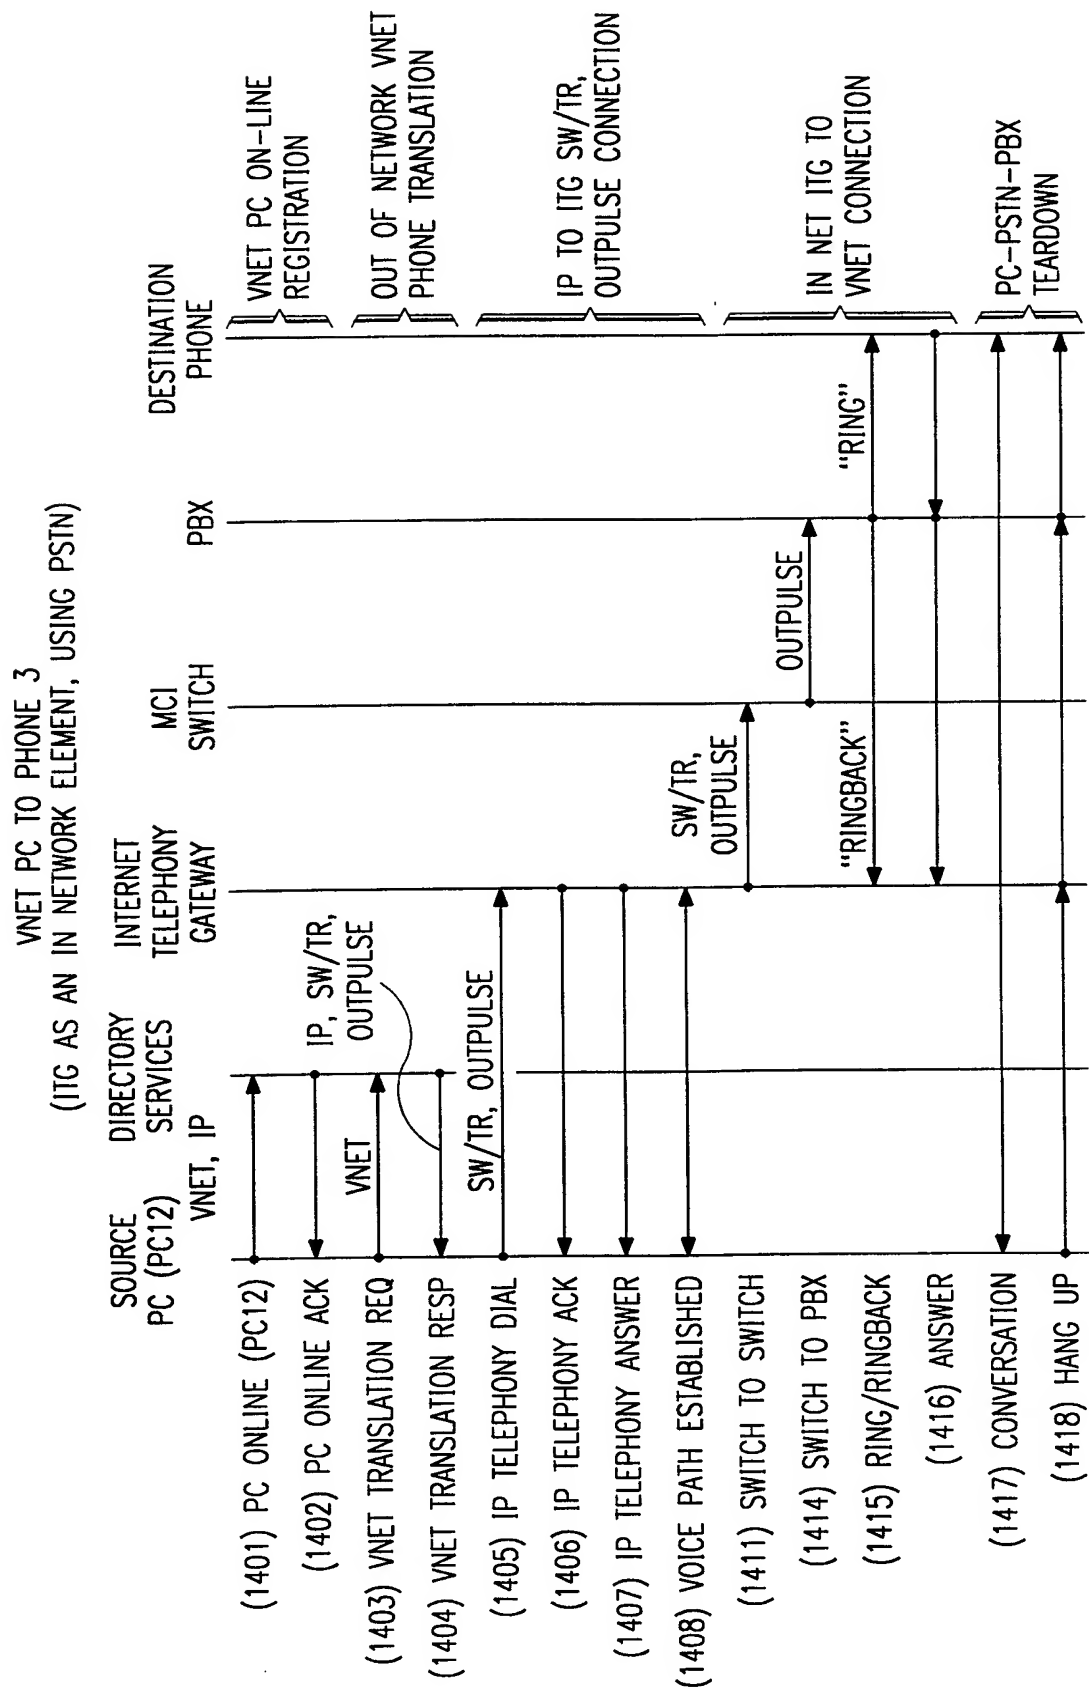 VNET PC TO PHONE 3
(ITG AS AN IN NETWORK ELEMENT, USING PSTN)
SOURCE
PC (PC12)
DIRECTORY
SERVICES
INTERNET
TELEPHONY
GATEWAY
MCI
SWITCH
PBX
DESTINATION
PHONE
VNET, IP
(1401) PC ONLINE (PC12)
(1402) PC ONLINE ACK
VNET PC ON-LINE
REGISTRATION
IP, SW/TR,
OUTPULSE
VNET
(1403) VNET TRANSLATION REQ
(1404) VNET TRANSLATION RESP
OUT OF NETWORK VNET
PHONE TRANSLATION
SW/TR, OUTPULSE
(1405) IP TELEPHONY DIAL
(1406) IP TELEPHONY ACK
(1407) IP TELEPHONY ANSWER
(1408) VOICE PATH ESTABLISHED
IP TO ITG SW/TR,
OUTPULSE CONNECTION
SW/TR,
OUTPULSE
(1411) SWITCH TO SWITCH
OUTPULSE
(1414) SWITCH TO PBX
"RINGBACK"
"RING"
(1415) RING/RINGBACK
(1416) ANSWER
IN NET ITG TO
VNET CONNECTION
(1417) CONVERSATION
(1418) HANG UP
PC-PSTN-PBX
TEARDOWN